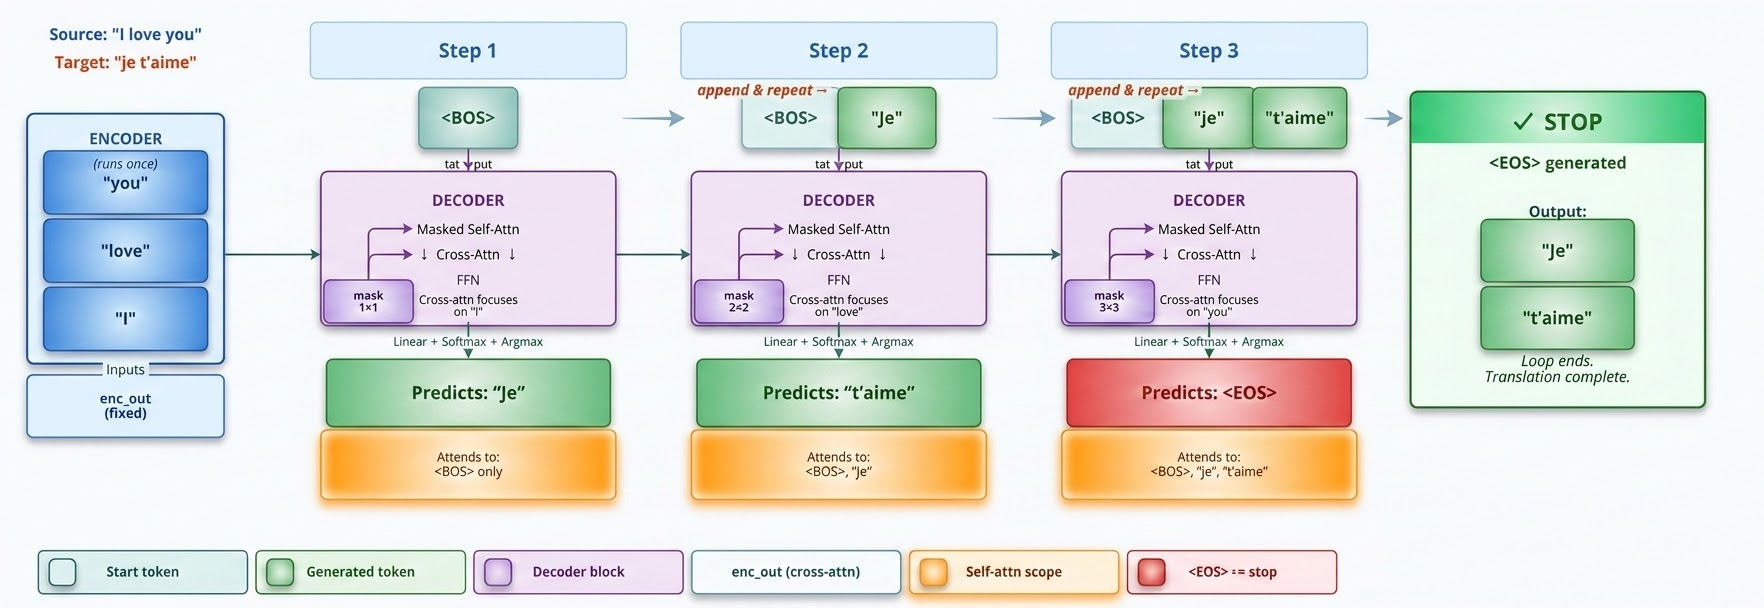 Source: "I love you"
Target: "je t'aime"
ENCODER
(runs once)
"you"
"love"
"I"
Inputs
enc_out
(fixed)
Step 1
<BOS>
tat put
DECODER
Masked Self-Attn
↓ Cross-Attn ↓
FFN
mask
1×1
Cross-attn focuses
on "I"
Linear + Softmax + Argmax
Predicts: “Je”
Attends to:
<BOS> only
Step 2
append & repeat →
<BOS>
"Je"
tat put
DECODER
Masked Self-Attn
↓ Cross-Attn ↓
FFN
mask
2×2
Cross-attn focuses
on "love"
Linear + Softmax + Argmax
Predicts: “t'aime”
Attends to:
<BOS>, "Je"
Step 3
append & repeat →
<BOS>
"je"
"t'aime"
tat put
DECODER
Masked Self-Attn
↓ Cross-Attn ↓
FFN
mask
3×3
Cross-attn focuses
on "you"
Linear + Softmax + Argmax
Predicts: <EOS>
Attends to:
<BOS>, "je", "t'aime"
✓ STOP
<EOS> generated
Output:
"Je"
"t'aime"
Loop ends.
Translation complete.
Start token
Generated token
Decoder block
enc_out (cross-attn)
Self-attn scope
<EOS> := stop